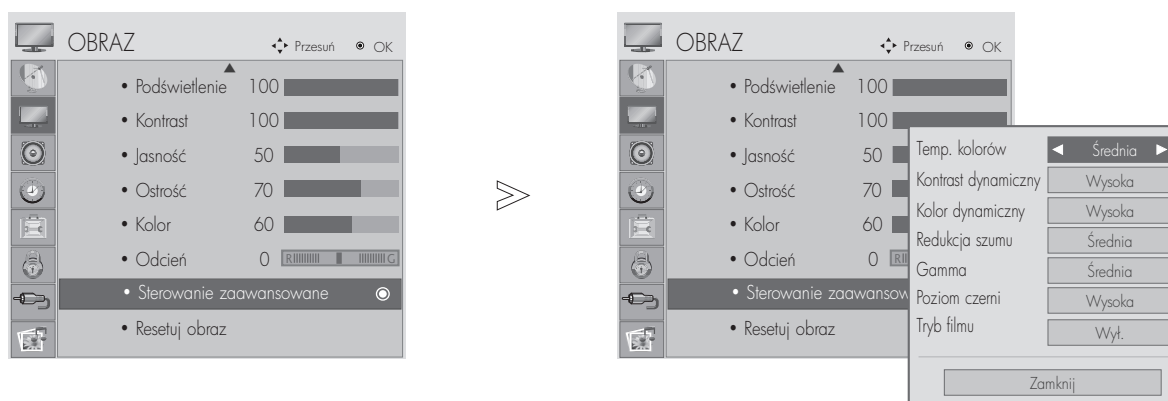 OBRAZ Przesuń OK
• Podświetlenie 100
• Kontrast 100
• Jasność 50
• Ostrość 70
• Kolor 60
• Odcień 0 R G
• Sterowanie zaawansowane
• Resetuj obraz
>
OBRAZ Przesuń OK
• Podświetlenie 100
• Kontrast 100
• Jasność 50
• Ostrość 70
• Kolor 60
• Odcień 0 R
• Sterowanie zaawansow
• Resetuj obraz
Temp. kolorów ◄ Średnia ►
Kontrast dynamiczny Wysoka
Kolor dynamiczny Wysoka
Redukcja szumu Średnia
Gamma Średnia
Poziom czerni Wysoka
Tryb filmu Wył.
Zamknij